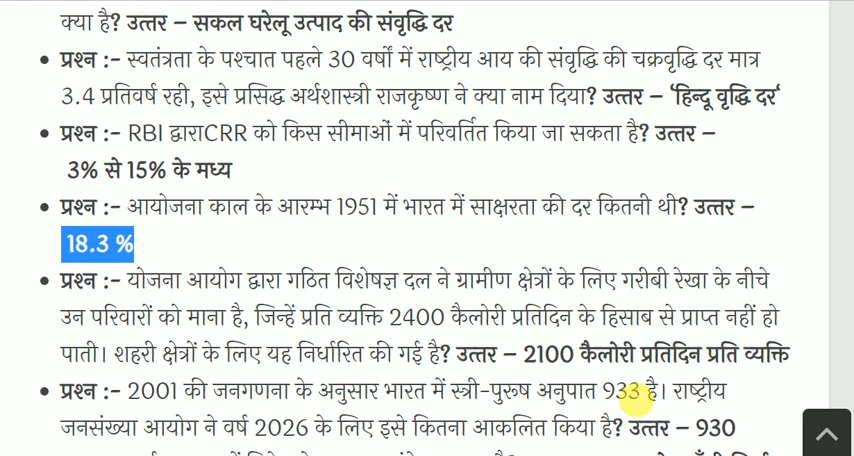 क्या है? उत्तर – सकल घरेलू उत्पाद की संवृद्धि दर
• प्रश्न :- स्वतंत्रता के पश्चात पहले 30 वर्षों में राष्ट्रीय आय की संवृद्धि की चक्रवृद्धि दर मात्र
3.4 प्रतिवर्ष रही, इसे प्रसिद्ध अर्थशास्त्री राजकृष्ण ने क्या नाम दिया? उत्तर – ‘हिन्दू वृद्धि दर‘
• प्रश्न :- RBI द्वाराCRR को किस सीमाओं में परिवर्तित किया जा सकता है? उत्तर –
3% से 15% के मध्य
• प्रश्न :- आयोजना काल के आरम्भ 1951 में भारत में साक्षरता की दर कितनी थी? उत्तर –
18.3 %
• प्रश्न :- योजना आयोग द्वारा गठित विशेषज्ञ दल ने ग्रामीण क्षेत्रों के लिए गरीबी रेखा के नीचे
उन परिवारों को माना है, जिन्हें प्रति व्यक्ति 2400 कैलोरी प्रतिदिन के हिसाब से प्राप्त नहीं हो
पाती। शहरी क्षेत्रों के लिए यह निर्धारित की गई है? उत्तर – 2100 कैलोरी प्रतिदिन प्रति व्यक्ति
• प्रश्न :- 2001 की जनगणना के अनुसार भारत में स्त्री-पुरूष अनुपात 933 है। राष्ट्रीय
जनसंख्या आयोग ने वर्ष 2026 के लिए इसे कितना आकलित किया है? उत्तर – 930